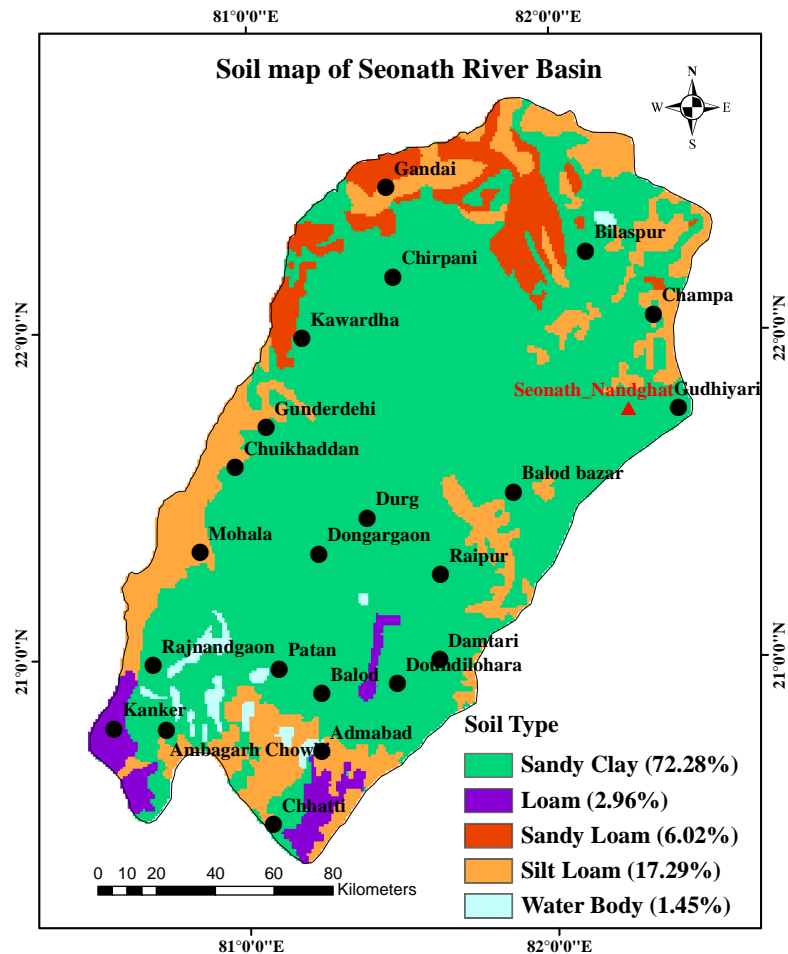 81°0'0"E
82°0'0"E
Soil map of Seonath River Basin
N
W
E
S
Gandai
Bilaspur
Chirpani
Champa
Kawardha
22°0'0"N
22°0'0"N
Seonath_Nandghat
Gudhiyari
Gunderdehi
Chuikhaddan
Balod bazar
Durg
Mohala
Dongargaon
Raipur
21°0'0"N
21°0'0"N
Rajnandgaon
Patan
Damtari
Doundilohara
Balod
Kanker
Ambagarh Chowki
Admabad
Chhatti
Soil Type
Sandy Clay (72.28%)
Loam (2.96%)
Sandy Loam (6.02%)
Silt Loam (17.29%)
Water Body (1.45%)
0 10 20 40 60 80
Kilometers
81°0'0"E
82°0'0"E